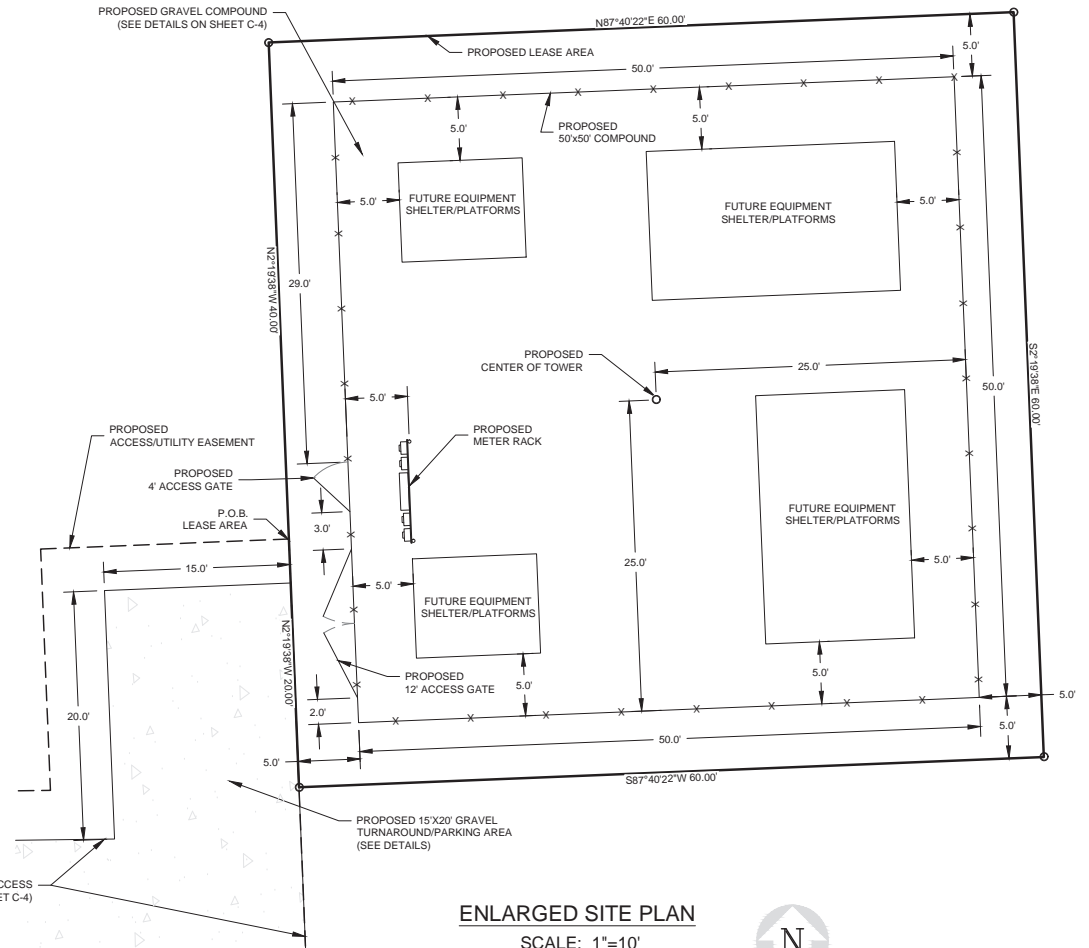 PROPOSED GRAVEL COMPOUND
(SEE DETAILS ON SHEET C-4)
N87°40'22"E 60.00'
PROPOSED LEASE AREA
5.0'
50.0'
5.0'
PROPOSED
50'x50' COMPOUND
5.0'
5.0'
FUTURE EQUIPMENT
SHELTER/PLATFORMS
FUTURE EQUIPMENT
SHELTER/PLATFORMS
5.0'
N2°19'38"W 40.00'
29.0'
PROPOSED
CENTER OF TOWER
25.0'
S2°19'38"E 60.00'
50.0'
5.0'
PROPOSED
METER RACK
PROPOSED
ACCESS/UTILITY EASEMENT
PROPOSED
4' ACCESS GATE
P.O.B.
LEASE AREA
3.0'
FUTURE EQUIPMENT
SHELTER/PLATFORMS
15.0'
5.0'
25.0'
5.0'
FUTURE EQUIPMENT
SHELTER/PLATFORMS
N2°19'38"W 20.00'
PROPOSED
12' ACCESS GATE
5.0'
5.0'
20.0'
2.0'
5.0'
5.0'
50.0'
5.0'
S87°40'22"W 60.00'
PROPOSED 15'X20' GRAVEL
TURNAROUND/PARKING AREA
(SEE DETAILS)
CCESS
ET C-4)
ENLARGED SITE PLAN
SCALE: 1"=10'
N